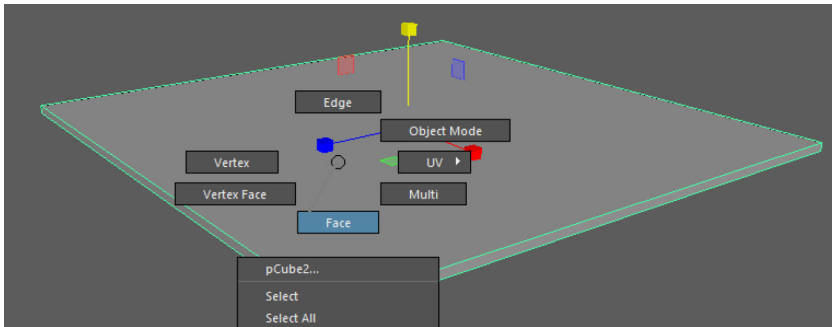 Edge
Object Mode
Vertex
UV
Vertex Face
Multi
Face
pCube2...
Select
Select All